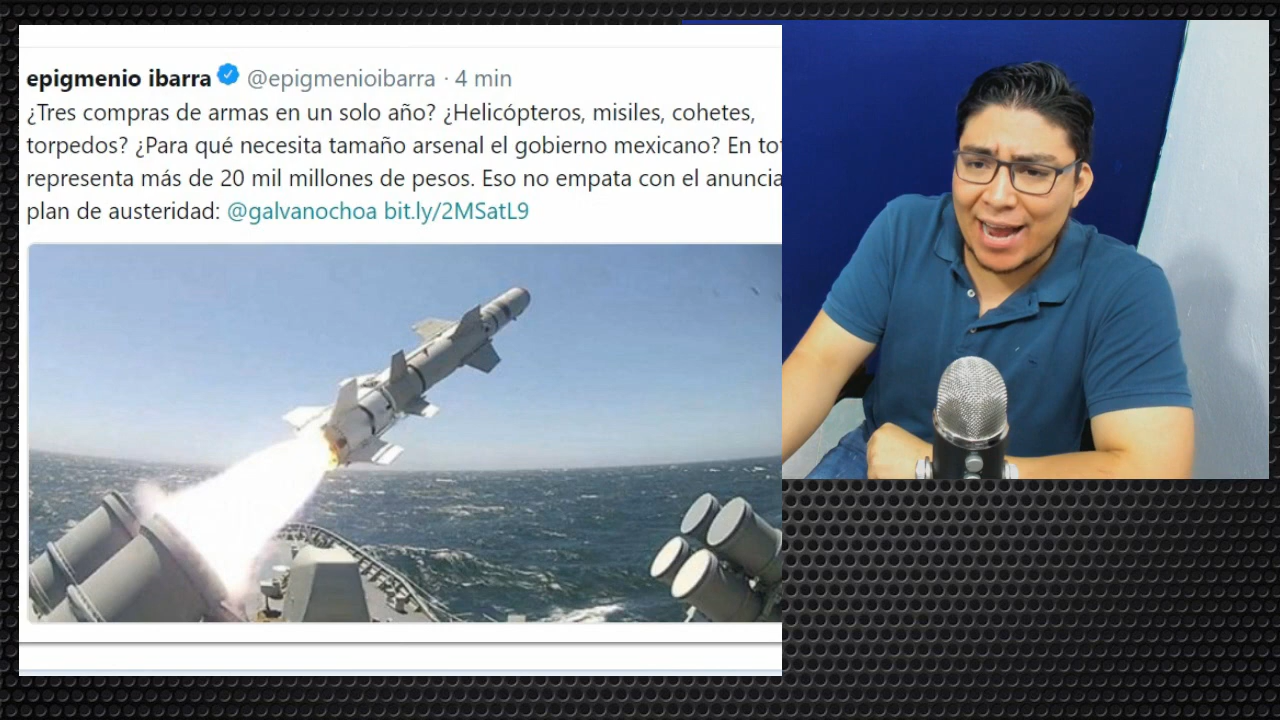 epigmenio ibarra @epigmenioibarra · 4 min
¿Tres compras de armas en un solo año? ¿Helicópteros, misiles, cohetes,
torpedos? ¿Para qué necesita tamaño arsenal el gobierno mexicano? En
representa más de 20 mil millones de pesos. Eso no empata con el
plan de austeridad: @galvanochoa bit.ly/2MSatL9